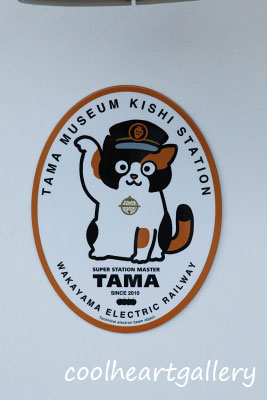 TAMA MUSEUM KISHI STATION
SUPER STATION MASTER
TAMA
SINCE 2010
WAKAYAMA ELECTRIC RAILWAY
coolheartgallery